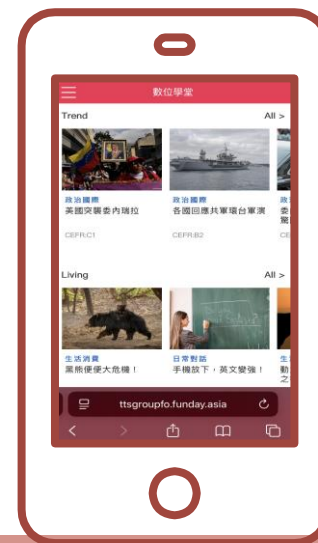 數位學堂
Trend
All >
政治國際
美國突襲委內瑞拉
CEFR:C1
政治國際
各國回應共軍環台軍演
CEFR:B2
Living
All >
生活消費
黑熊便便大危機！
日常對話
手機放下，英文變強！
ttsgroupfo.funday.asia